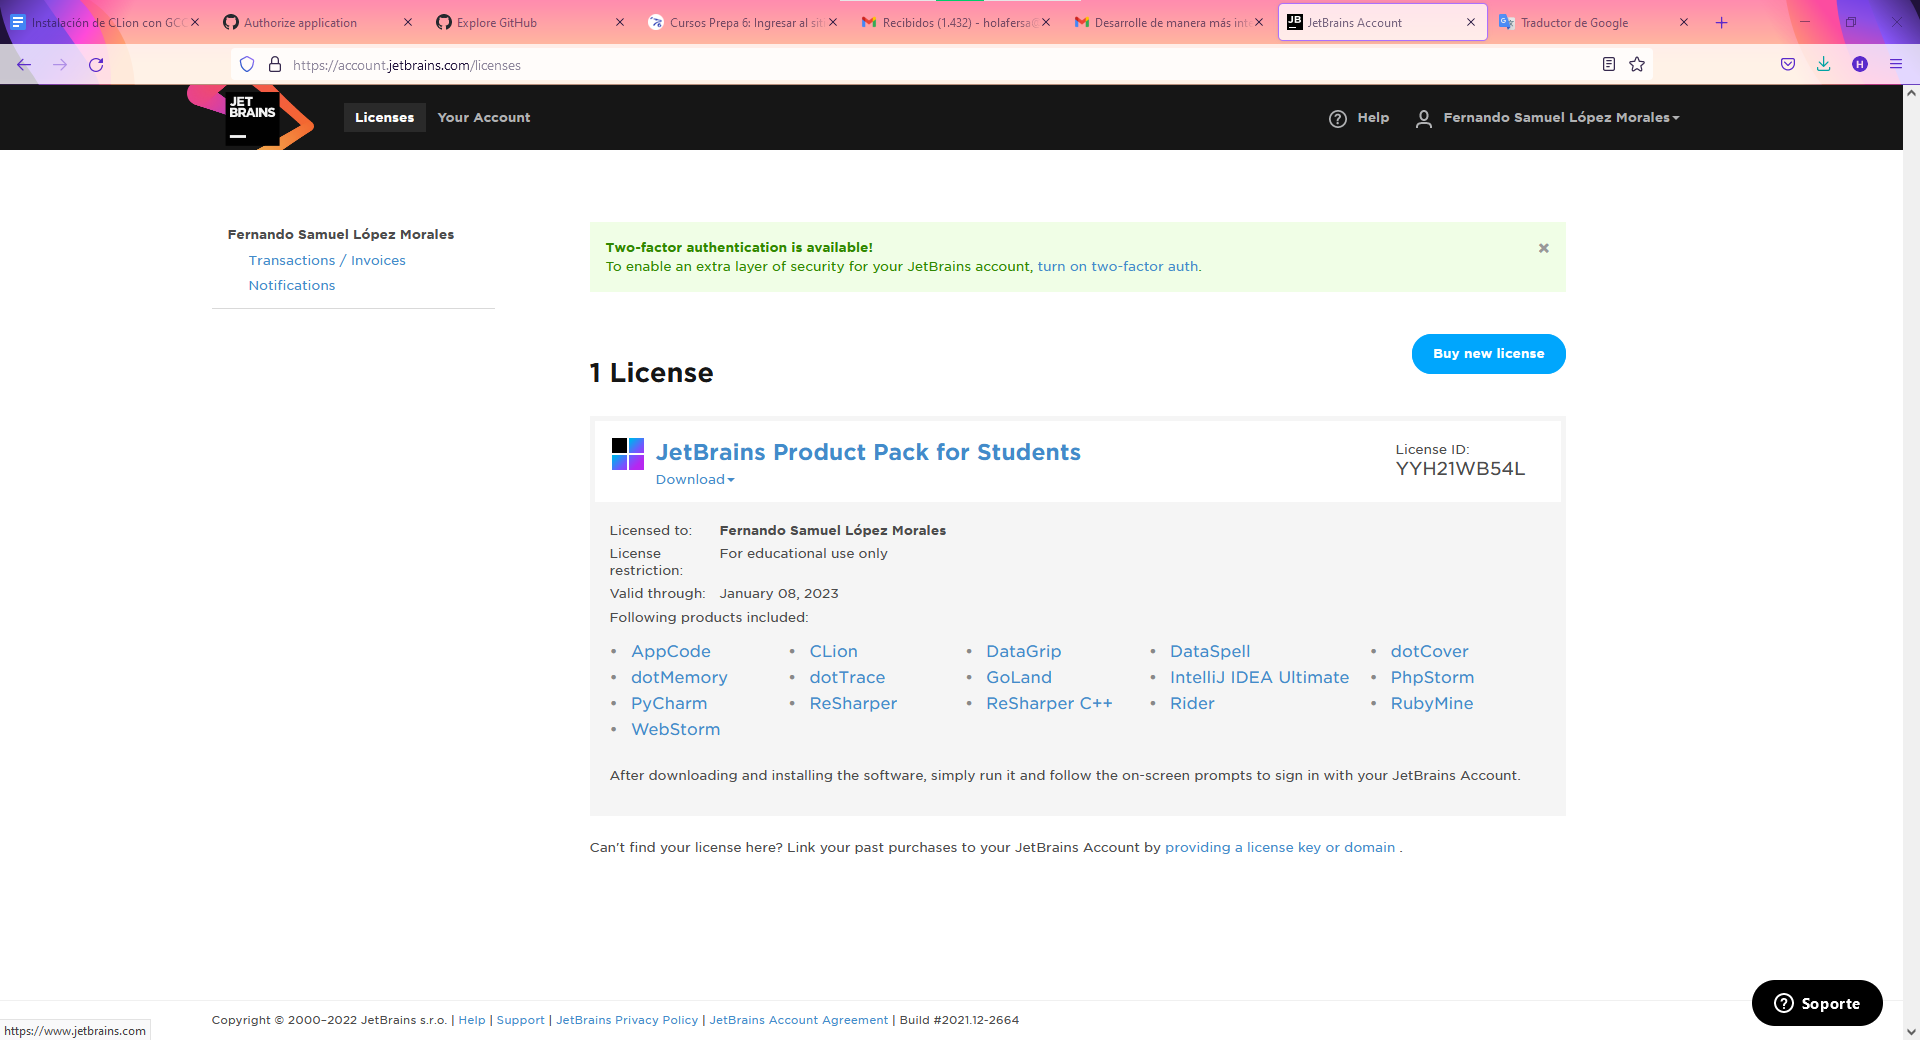 Instalación de CLion con GCC
Authorize application
Explore GitHub
Cursos Prepa 6: Ingresar al sit
Recibidos (1.432) - holafersa@
Desarrolle de manera más inte
JetBrains Account
Traductor de Google
https://account.jetbrains.com/licenses
H
JET
BRAINS
Licenses
Your Account
Help
Fernando Samuel López Morales
Fernando Samuel López Morales
Transactions / Invoices
Notifications
Two-factor authentication is available!
To enable an extra layer of security for your JetBrains account, turn on two-factor auth.
Buy new license
1 License
JetBrains Product Pack for Students
Download
License ID:
YYH21WB54L
Licensed to: Fernando Samuel López Morales
License restriction: For educational use only
Valid through: January 08, 2023
Following products included:
• AppCode • CLion • DataGrip • DataSpell • dotCover
• dotMemory • dotTrace • GoLand • IntelliJ IDEA Ultimate • PhpStorm
• PyCharm • ReSharper • ReSharper C++ • Rider • RubyMine
• WebStorm
After downloading and installing the software, simply run it and follow the on-screen prompts to sign in with your JetBrains Account.
Can't find your license here? Link your past purchases to your JetBrains Account by providing a license key or domain .
Soporte
Copyright © 2000–2022 JetBrains s.r.o. | Help | Support | JetBrains Privacy Policy | JetBrains Account Agreement | Build #2021.12-2664
https://www.jetbrains.com